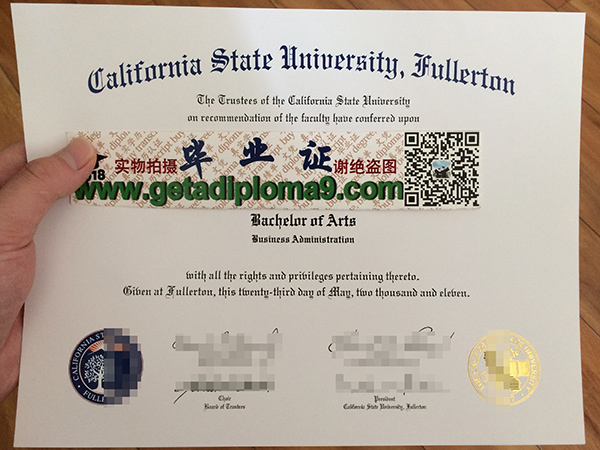 California State University, Fullerton
The Trustees of the California State University
on recommendation of the faculty have conferred upon
实物拍摄 毕业证 谢绝盗图
www.getadiploma9.com
Bachelor of Arts
Business Administration
with all the rights and privileges pertaining thereto.
Given at Fullerton, this twenty-third day of May, two thousand and eleven.
Chair
Board of Trustees
President
California State University, Fullerton